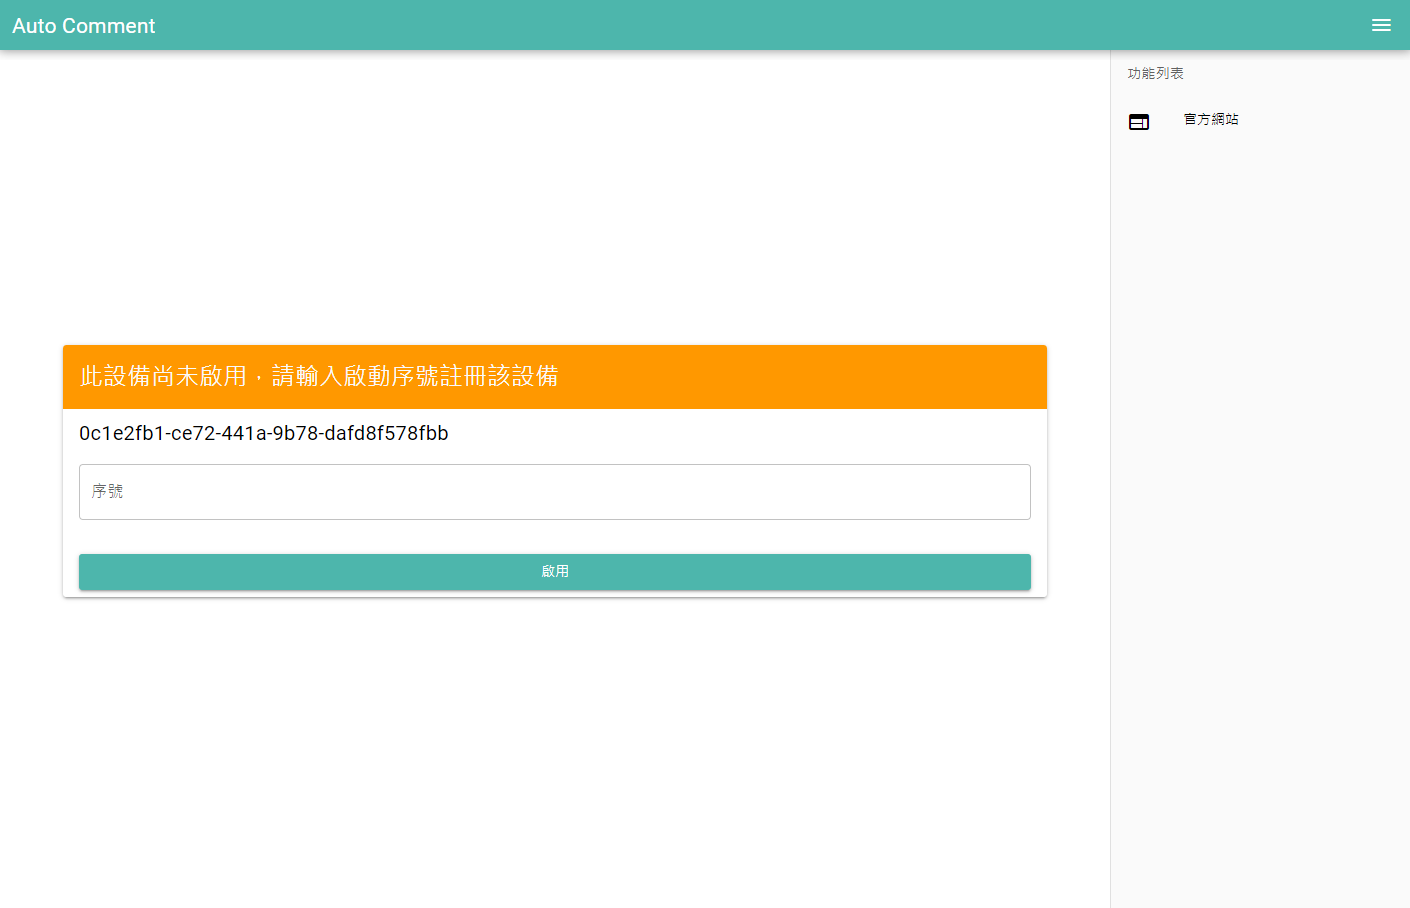 Auto Comment
功能列表
官方網站
此設備尚未啟用，請輸入啟動序號註冊該設備
0c1e2fb1-ce72-441a-9b78-dafd8f578fbb
序號
啟用